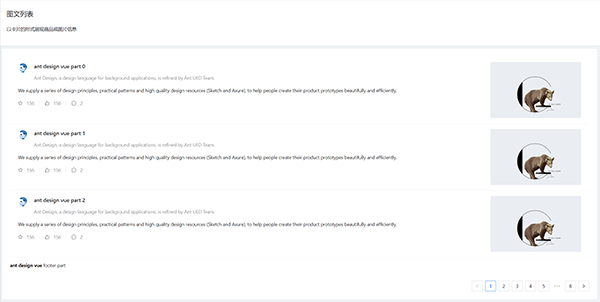 图文列表
以卡片的形式展现商品或图片信息
ant design vue part 0
Ant Design, a design language for background applications, is refined by Ant UED Team
We supply a series of design principles, practical patterns and high quality design resources (Sketch and Axure), to help people create their product prototypes beautifully and efficiently.
156 156 2
ant design vue part 1
Ant Design, a design language for background applications, is refined by Ant UED Team
We supply a series of design principles, practical patterns and high quality design resources (Sketch and Axure), to help people create their product prototypes beautifully and efficiently.
156 156 2
ant design vue part 2
Ant Design, a design language for background applications, is refined by Ant UED Team
We supply a series of design principles, practical patterns and high quality design resources (Sketch and Axure), to help people create their product prototypes beautifully and efficiently.
156 156 2
ant design vue footer part
< 1 2 3 4 5 ••• 8 >